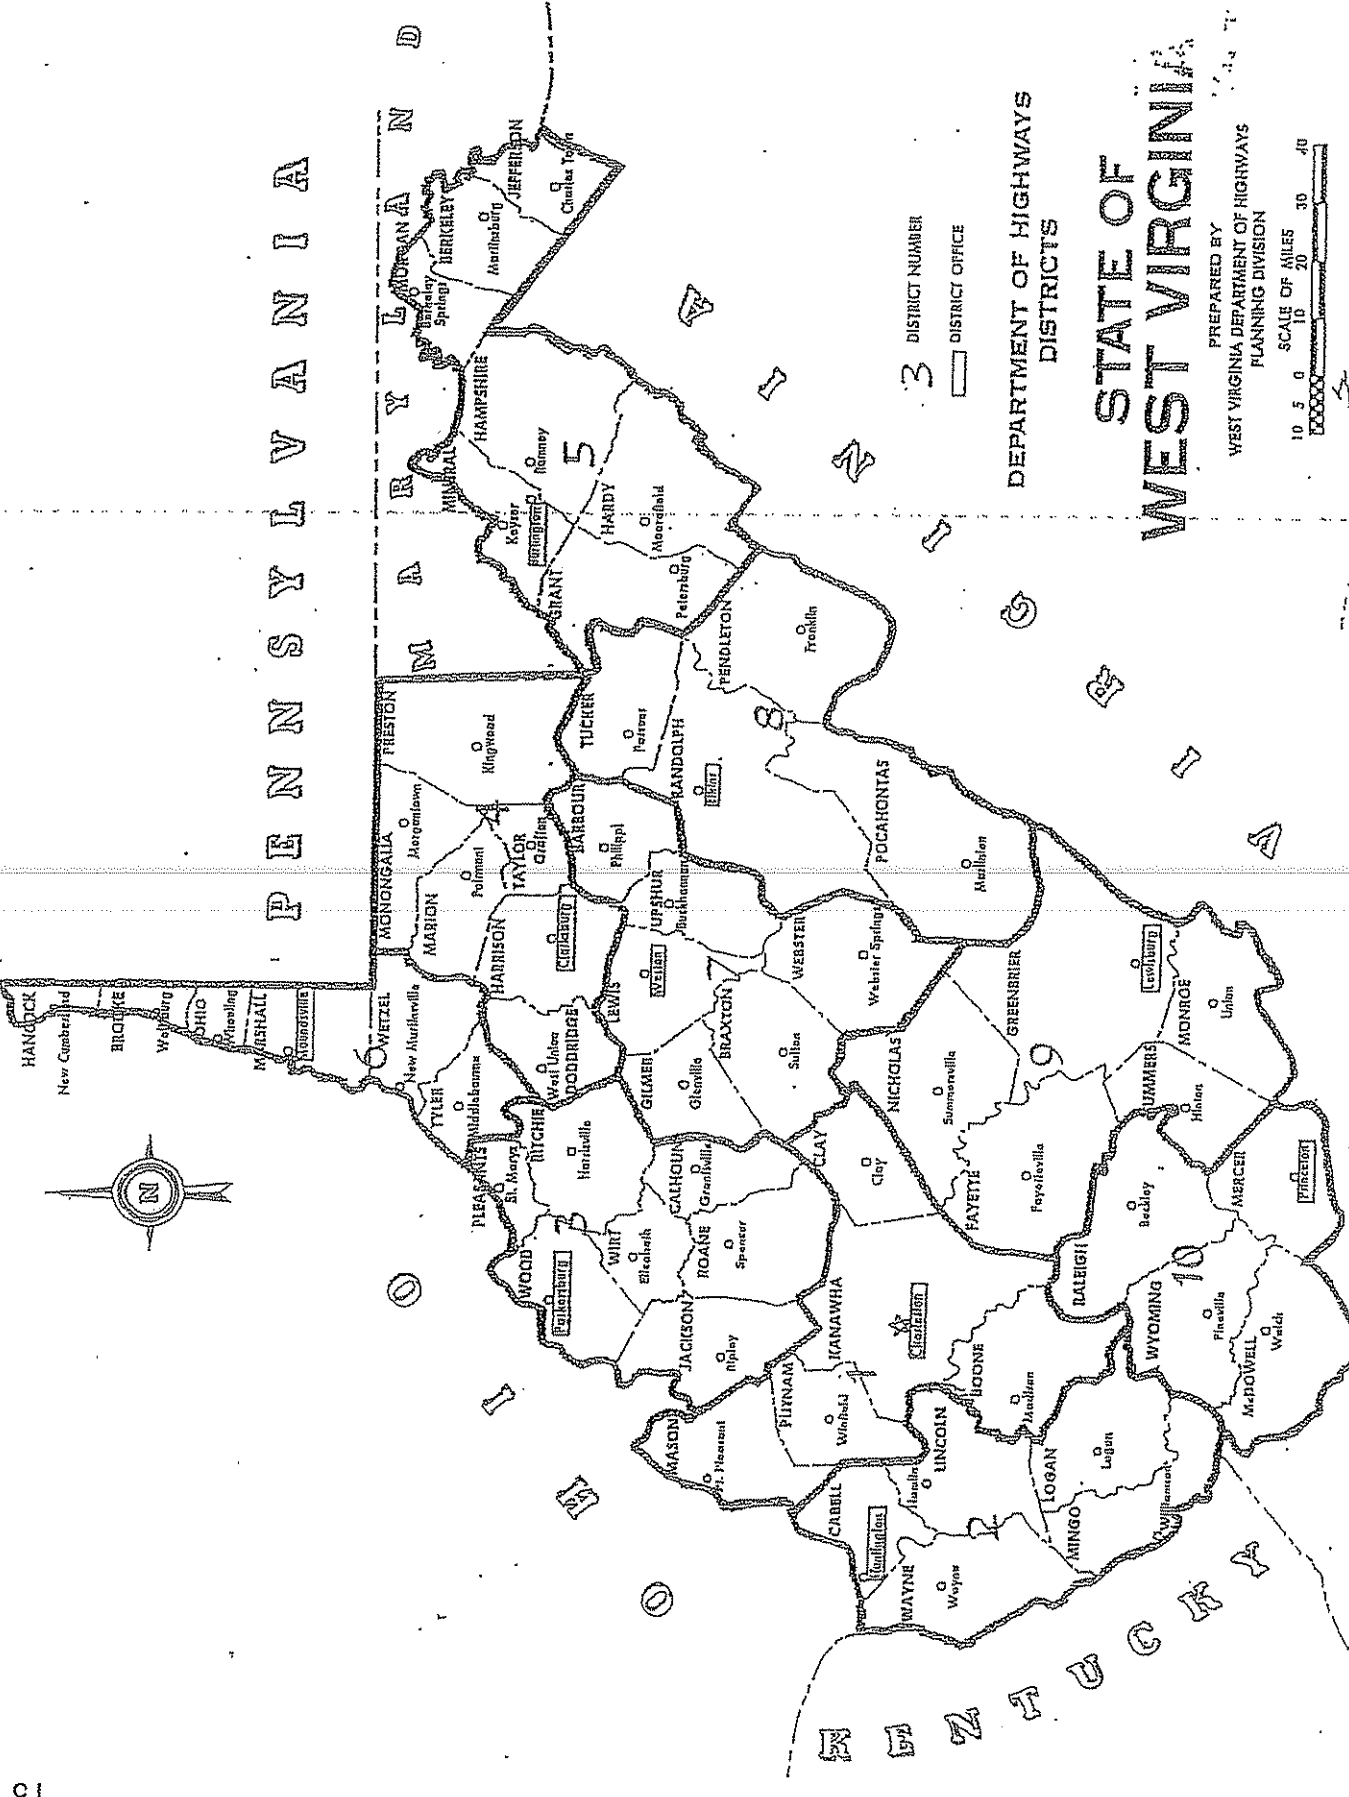 PENNSYLVANIA
MARYLAND
VIRGINIA
OHIO
KENTUCKY
N
HANCOCK
New Cumberland
BROOKE
Wellsburg
OHIO
Wheeling
MARSHALL
Moundsville
6
WETZEL
New Martinsville
TYLER
Middlebourne
PLEASANTS
St. Marys
RITCHIE
Harrisville
DODDRIDGE
West Union
WOOD
Parkersburg
3
WIRT
Elizabeth
CALHOUN
Grantsville
ROANE
Spencer
JACKSON
Ripley
MASON
Pt. Pleasant
PUTNAM
Winfield
KANAWHA
1
Charleston
CLAY
Clay
BOONE
Madison
CABELL
Huntington
LINCOLN
Hamlin
WAYNE
Wayne
2
LOGAN
Logan
MINGO
MONONGALIA
Morgantown
MARION
Fairmont
PRESTON
Kingwood
4
TAYLOR
Grafton
HARRISON
Clarksburg
BARBOUR
Philippi
LEWIS
Weston
UPSHUR
Buckhannon
7
GILMER
Glenville
BRAXTON
Sutton
WEBSTER
Webster Springs
TUCKER
Parsons
RANDOLPH
Elkins
8
PENDLETON
Franklin
POCAHONTAS
Marlinton
MORGAN
Berkeley Springs
BERKELEY
Martinsburg
JEFFERSON
Charles Town
HAMPSHIRE
Romney
5
MINERAL
Keyser
Burlington
GRANT
Petersburg
HARDY
Moorefield
NICHOLAS
Summersville
GREENBRIER
Lewisburg
9
FAYETTE
Fayetteville
SUMMERS
Hinton
MONROE
Union
RALEIGH
Beckley
MERCER
Princeton
10
WYOMING
Pineville
McDOWELL
Welch
3 DISTRICT NUMBER
DISTRICT OFFICE
DEPARTMENT OF HIGHWAYS
DISTRICTS
STATE OF
WEST VIRGINIA
PREPARED BY
WEST VIRGINIA DEPARTMENT OF HIGHWAYS
PLANNING DIVISION
SCALE OF MILES
10 5 0 10 20 30 40